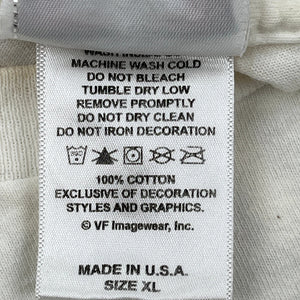 MACHINE WASH COLD
DO NOT BLEACH
TUMBLE DRY LOW
REMOVE PROMPTLY
DO NOT DRY CLEAN
DO NOT IRON DECORATION
100% COTTON
EXCLUSIVE OF DECORATION
STYLES AND GRAPHICS.
© VF Imagewear, Inc.
MADE IN U.S.A.
SIZE XL